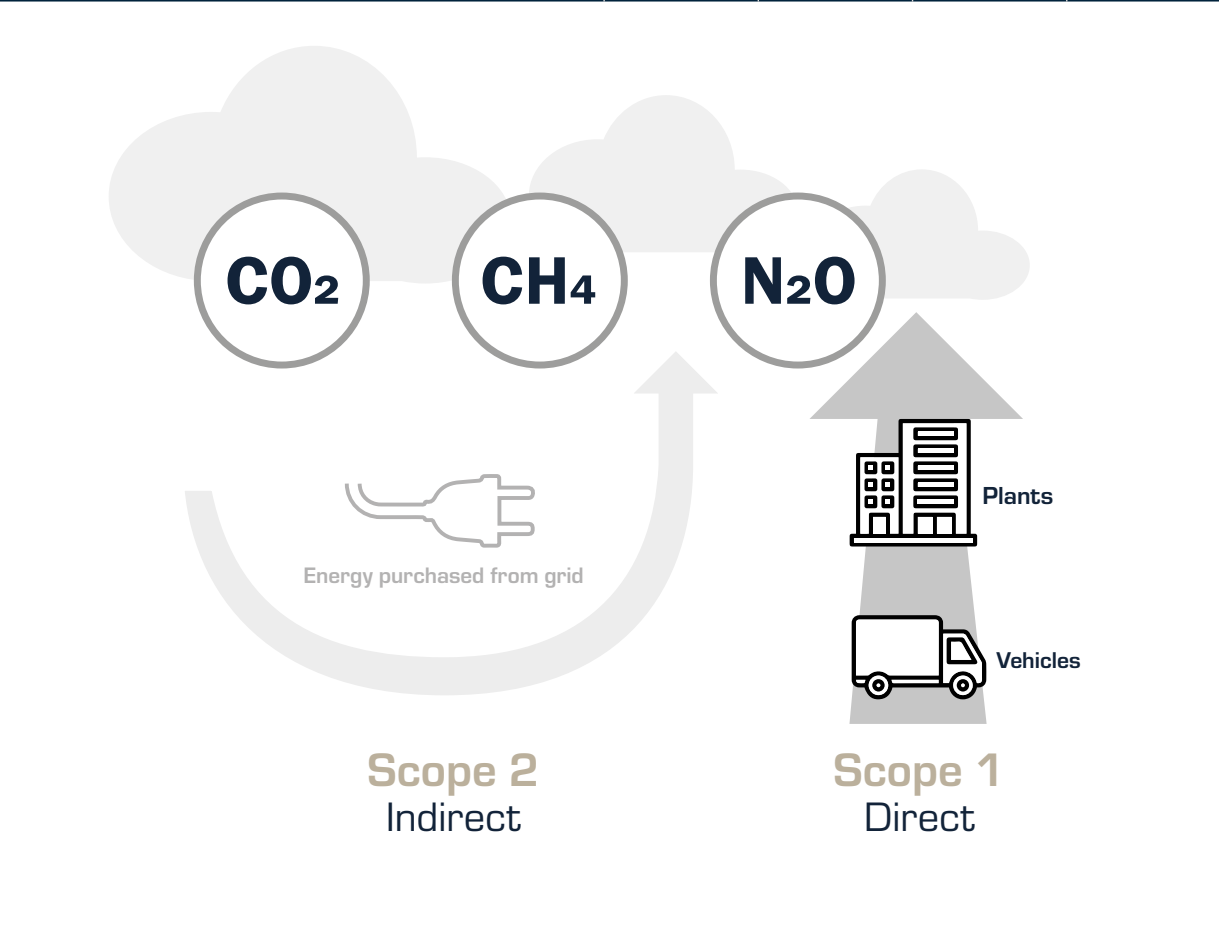 CO₂
CH₄
N₂O
Plants
Energy purchased from grid
Vehicles
Scope 2
Indirect
Scope 1
Direct